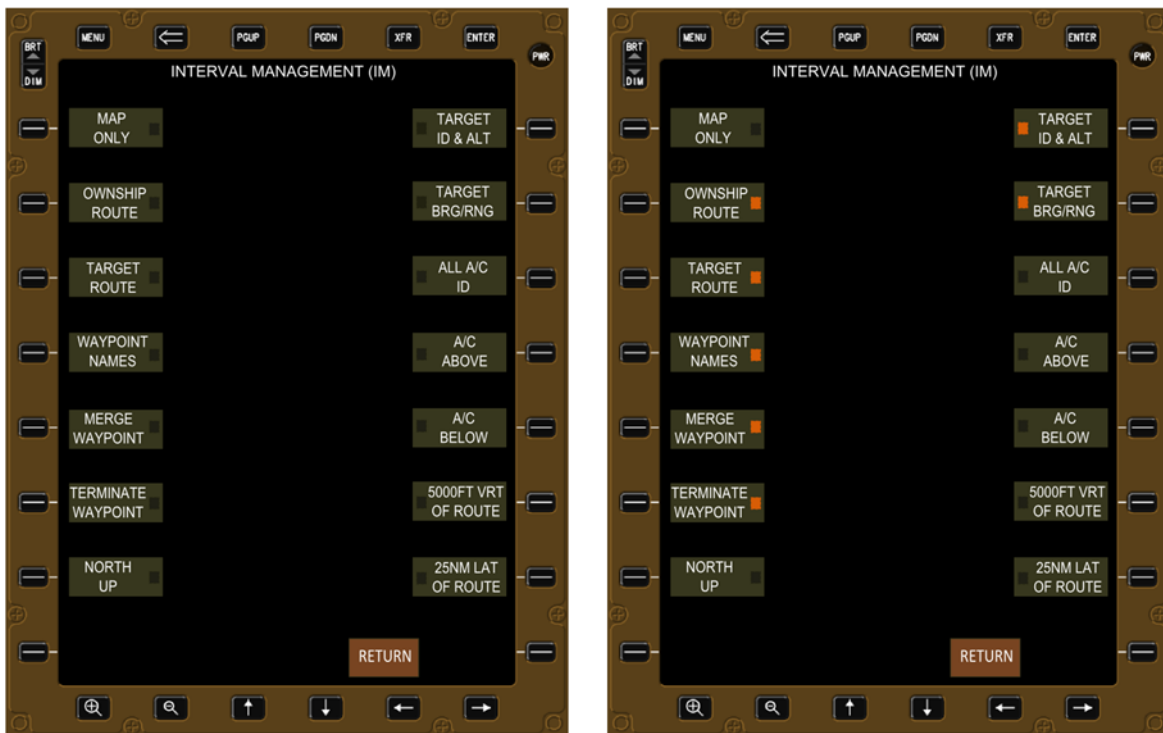 MENU PGUP PGDN XFR ENTER
BRT
DIM
PWR
INTERVAL MANAGEMENT (IM)
MAP
ONLY
TARGET
ID & ALT
OWNSHIP
ROUTE
TARGET
BRG/RNG
TARGET
ROUTE
ALL A/C
ID
WAYPOINT
NAMES
A/C
ABOVE
MERGE
WAYPOINT
A/C
BELOW
TERMINATE
WAYPOINT
5000FT VRT
OF ROUTE
NORTH
UP
25NM LAT
OF ROUTE
RETURN
MENU PGUP PGDN XFR ENTER
BRT
DIM
PWR
INTERVAL MANAGEMENT (IM)
MAP
ONLY
TARGET
ID & ALT
OWNSHIP
ROUTE
TARGET
BRG/RNG
TARGET
ROUTE
ALL A/C
ID
WAYPOINT
NAMES
A/C
ABOVE
MERGE
WAYPOINT
A/C
BELOW
TERMINATE
WAYPOINT
5000FT VRT
OF ROUTE
NORTH
UP
25NM LAT
OF ROUTE
RETURN